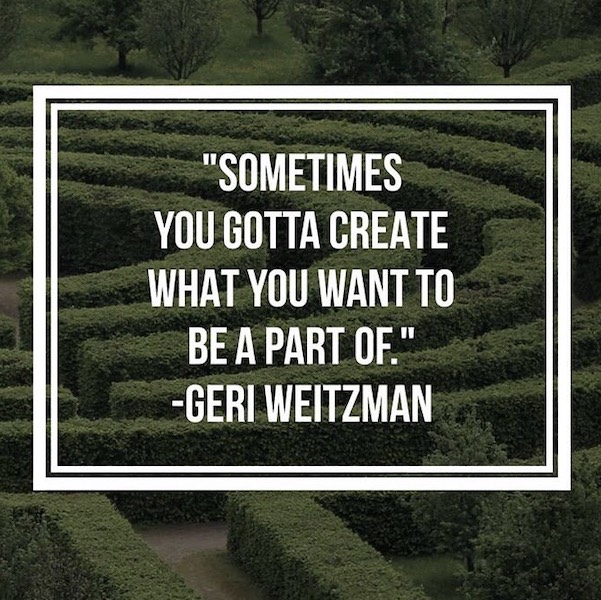 "SOMETIMES
YOU GOTTA CREATE
WHAT YOU WANT TO
BE A PART OF."
-GERI WEITZMAN